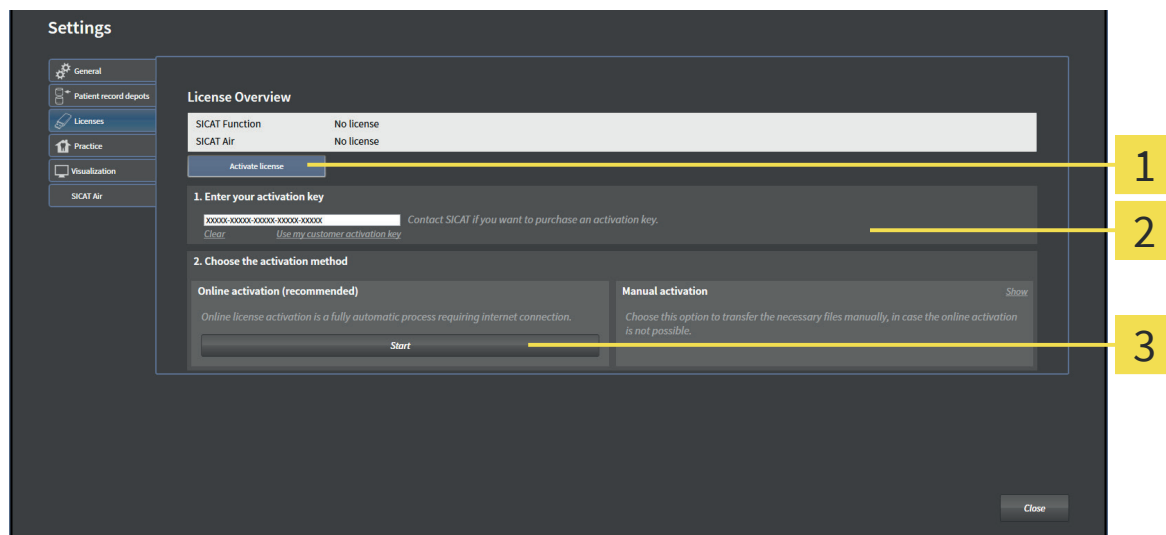 Settings
General
Patient record depots
Licenses
Practice
Visualization
SICAT Air
License Overview
SICAT Function No license
SICAT Air No license
Activate license
1
1. Enter your activation key
XXXXX-XXXXX-XXXXX-XXXXX-XXXXX Contact SICAT if you want to purchase an activation key.
Clear Use my customer activation key
2
2. Choose the activation method
Online activation (recommended)
Online license activation is a fully automatic process requiring internet connection.
Start
Manual activation Show
Choose this option to transfer the necessary files manually, in case the online activation
is not possible.
3
Close